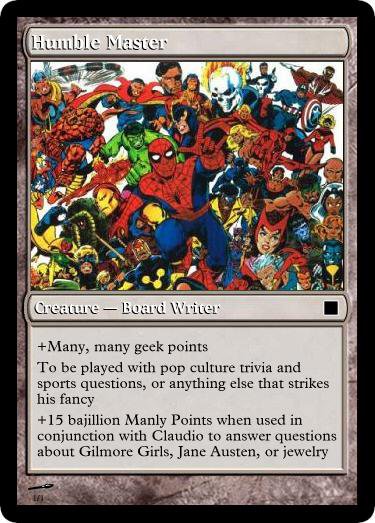 Humble Master
Creature — Board Writer
+Many, many geek points
To be played with pop culture trivia and
sports questions, or anything else that strikes
his fancy
+15 bajillion Manly Points when used in
conjunction with Claudio to answer questions
about Gilmore Girls, Jane Austen, or jewelry
1/1